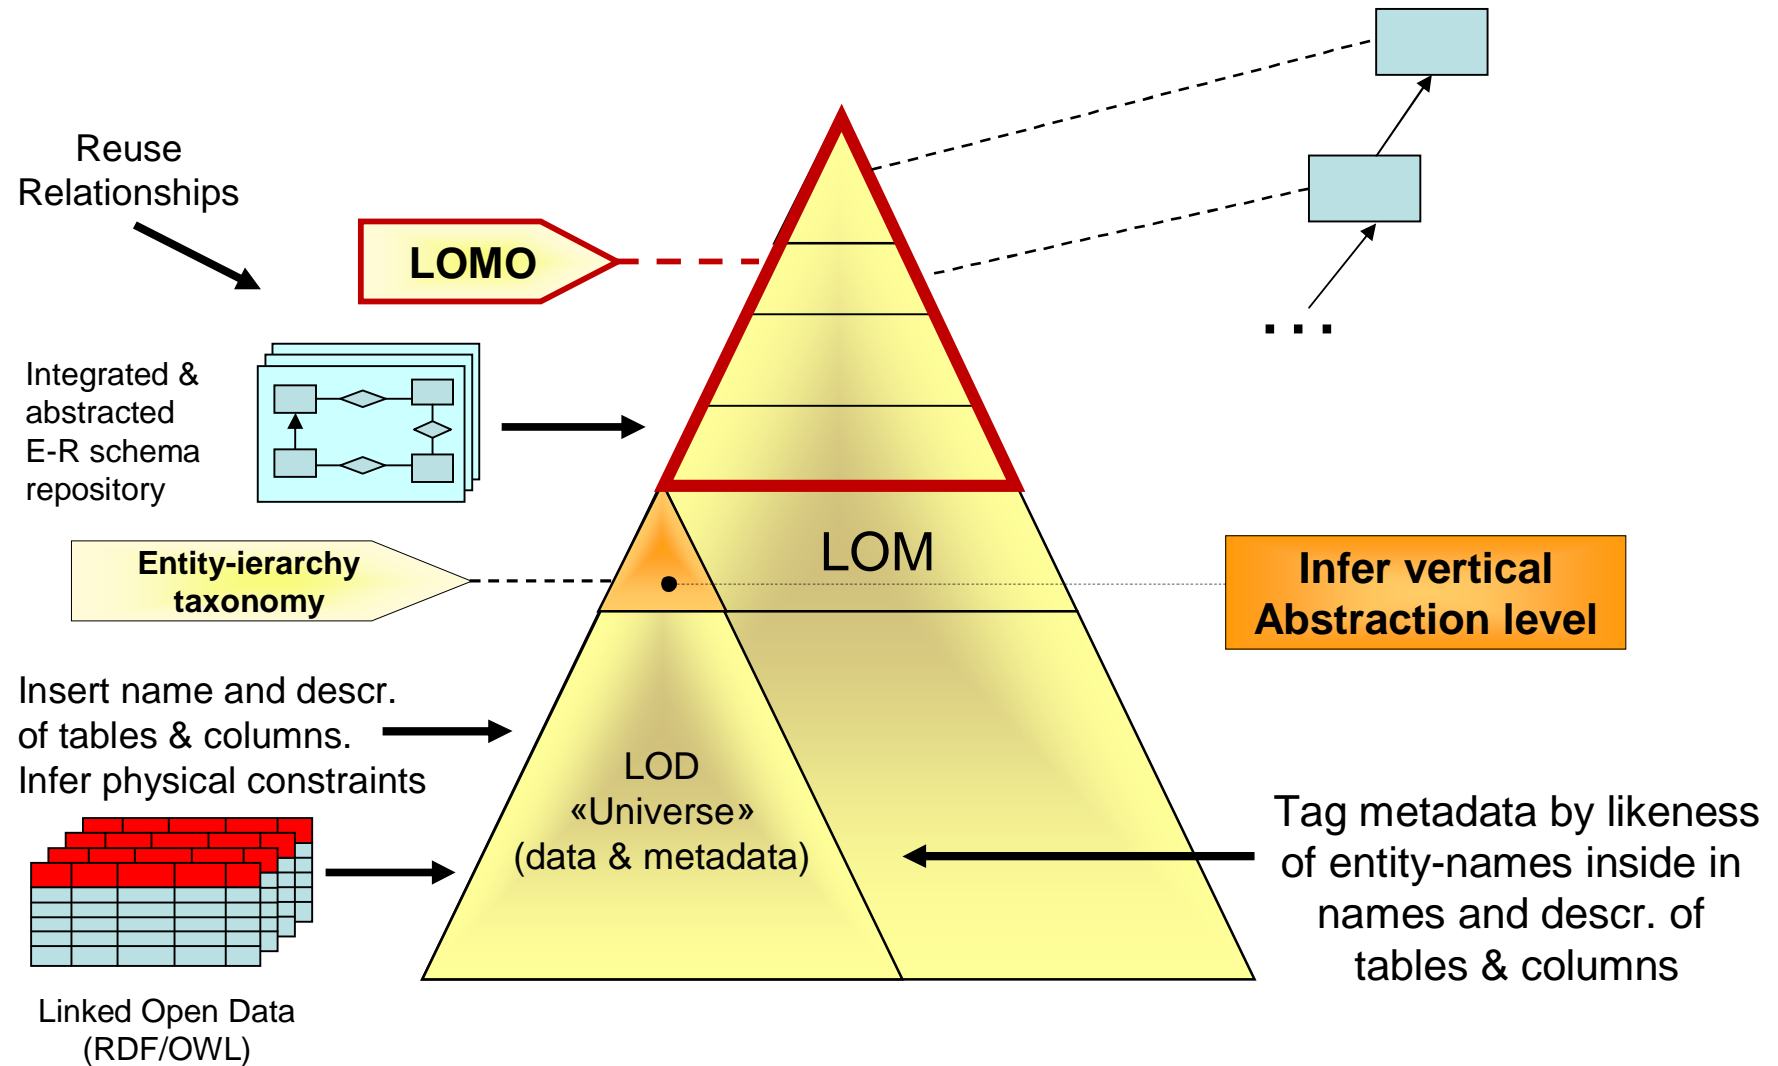 Reuse
Relationships
LOMO
. . .
Integrated &
abstracted
E-R schema
repository
LOM
Entity-ierarchy
taxonomy
Infer vertical
Abstraction level
Insert name and descr.
of tables & columns.
Infer physical constraints
LOD
«Universe»
(data & metadata)
Tag metadata by likeness
of entity-names inside in
names and descr. of
tables & columns
Linked Open Data
(RDF/OWL)